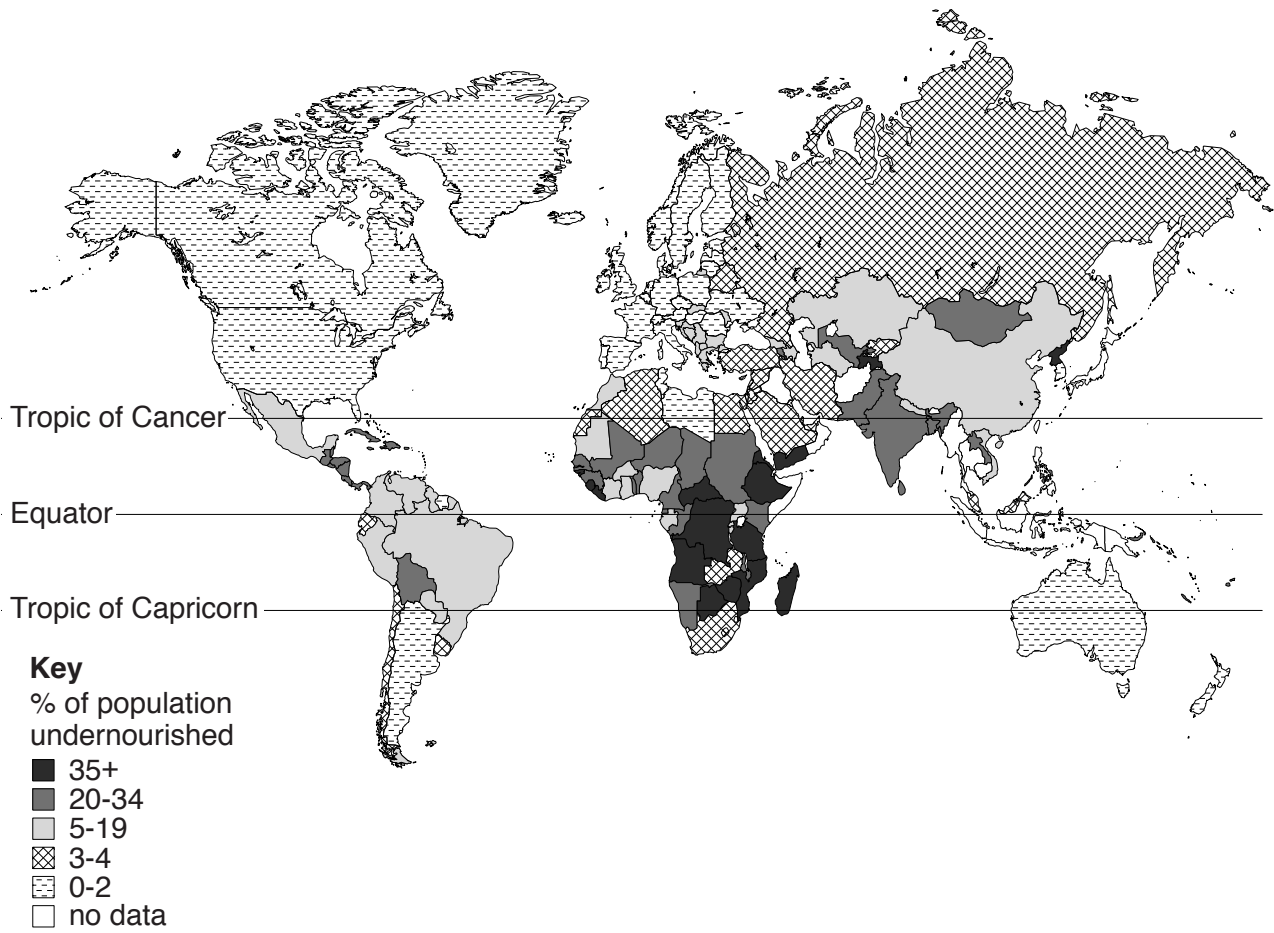 Tropic of Cancer
Equator
Tropic of Capricorn
Key
% of population
undernourished
35+
20-34
5-19
3-4
0-2
no data